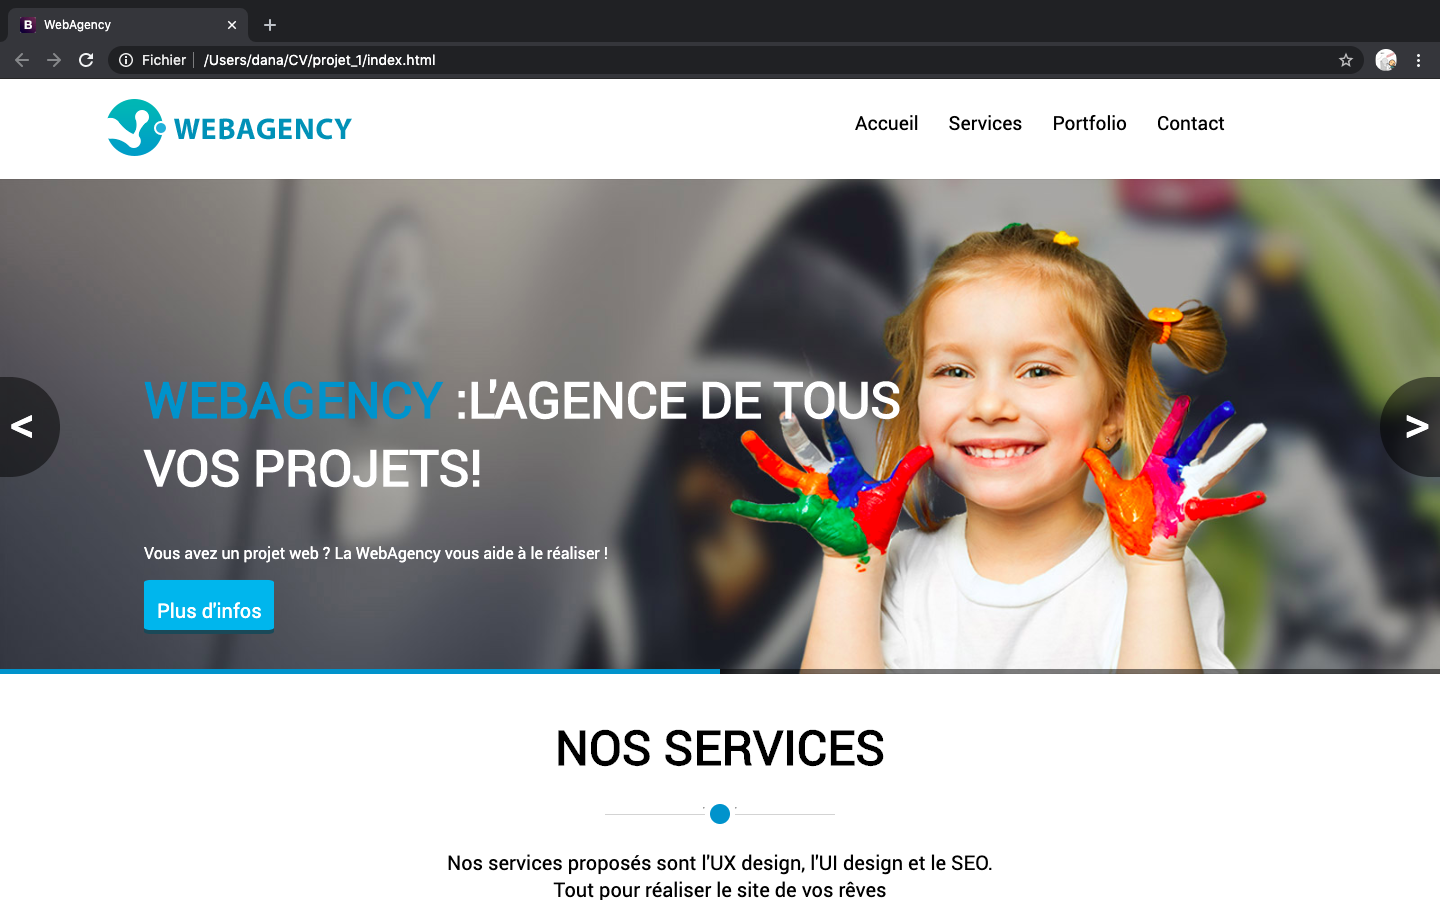 WebAgency
Fichier /Users/dana/CV/projet_1/index.html
WEBAGENCY
Accueil Services Portfolio Contact
WEBAGENCY :L'AGENCE DE TOUS
VOS PROJETS!
< >
Vous avez un projet web ? La WebAgency vous aide à le réaliser !
Plus d'infos
NOS SERVICES
Nos services proposés sont l'UX design, l'UI design et le SEO.
Tout pour réaliser le site de vos rêves